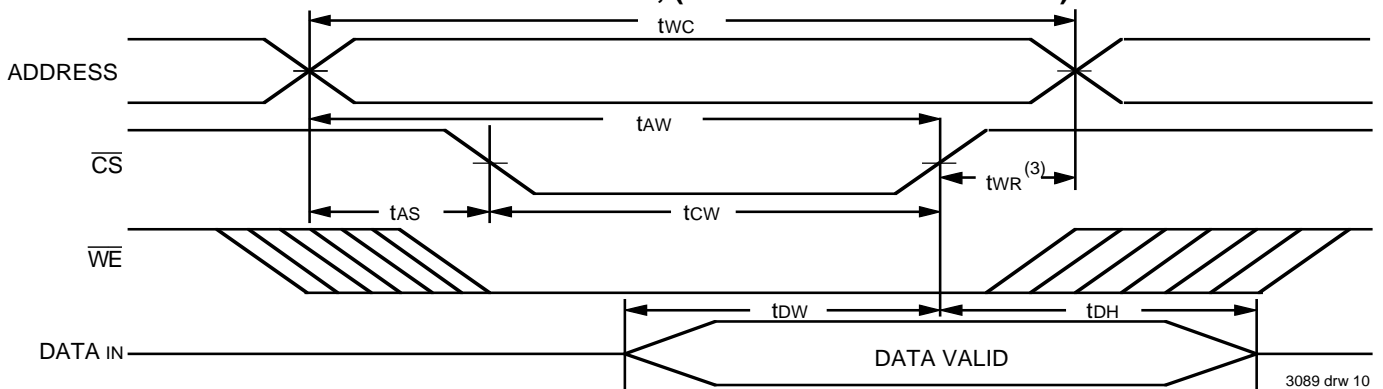 tWC
ADDRESS
tAW
CS
tWR(3)
tAS
tCW
WE
tDW
tDH
DATA IN
DATA VALID
3089 drw 10